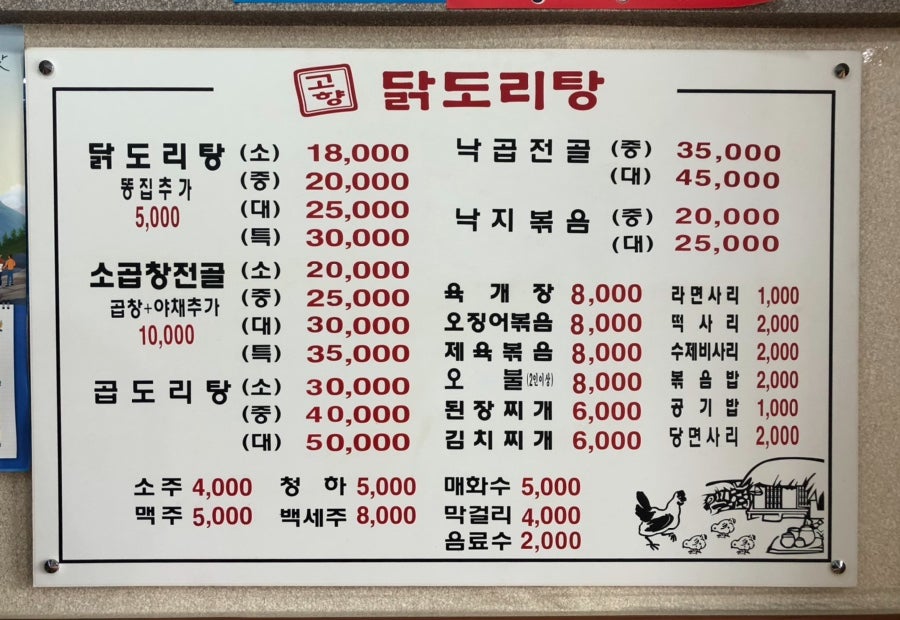 고향 닭도리탕
닭도리탕 (소) 18,000
(중) 20,000
(대) 25,000
(특) 30,000
똥집추가
5,000
소곱창전골 (소) 20,000
(중) 25,000
(대) 30,000
(특) 35,000
곱창+야채추가
10,000
곱도리탕 (소) 30,000
(중) 40,000
(대) 50,000
낙곱전골 (중) 35,000
(대) 45,000
낙지볶음 (중) 20,000
(대) 25,000
육개장 8,000
오징어볶음 8,000
제육볶음 8,000
오불(2인이상) 8,000
된장찌개 6,000
김치찌개 6,000
라면사리 1,000
떡사리 2,000
수제비사리 2,000
볶음밥 2,000
공기밥 1,000
당면사리 2,000
소주 4,000
맥주 5,000
청하 5,000
백세주 8,000
매화수 5,000
막걸리 4,000
음료수 2,000